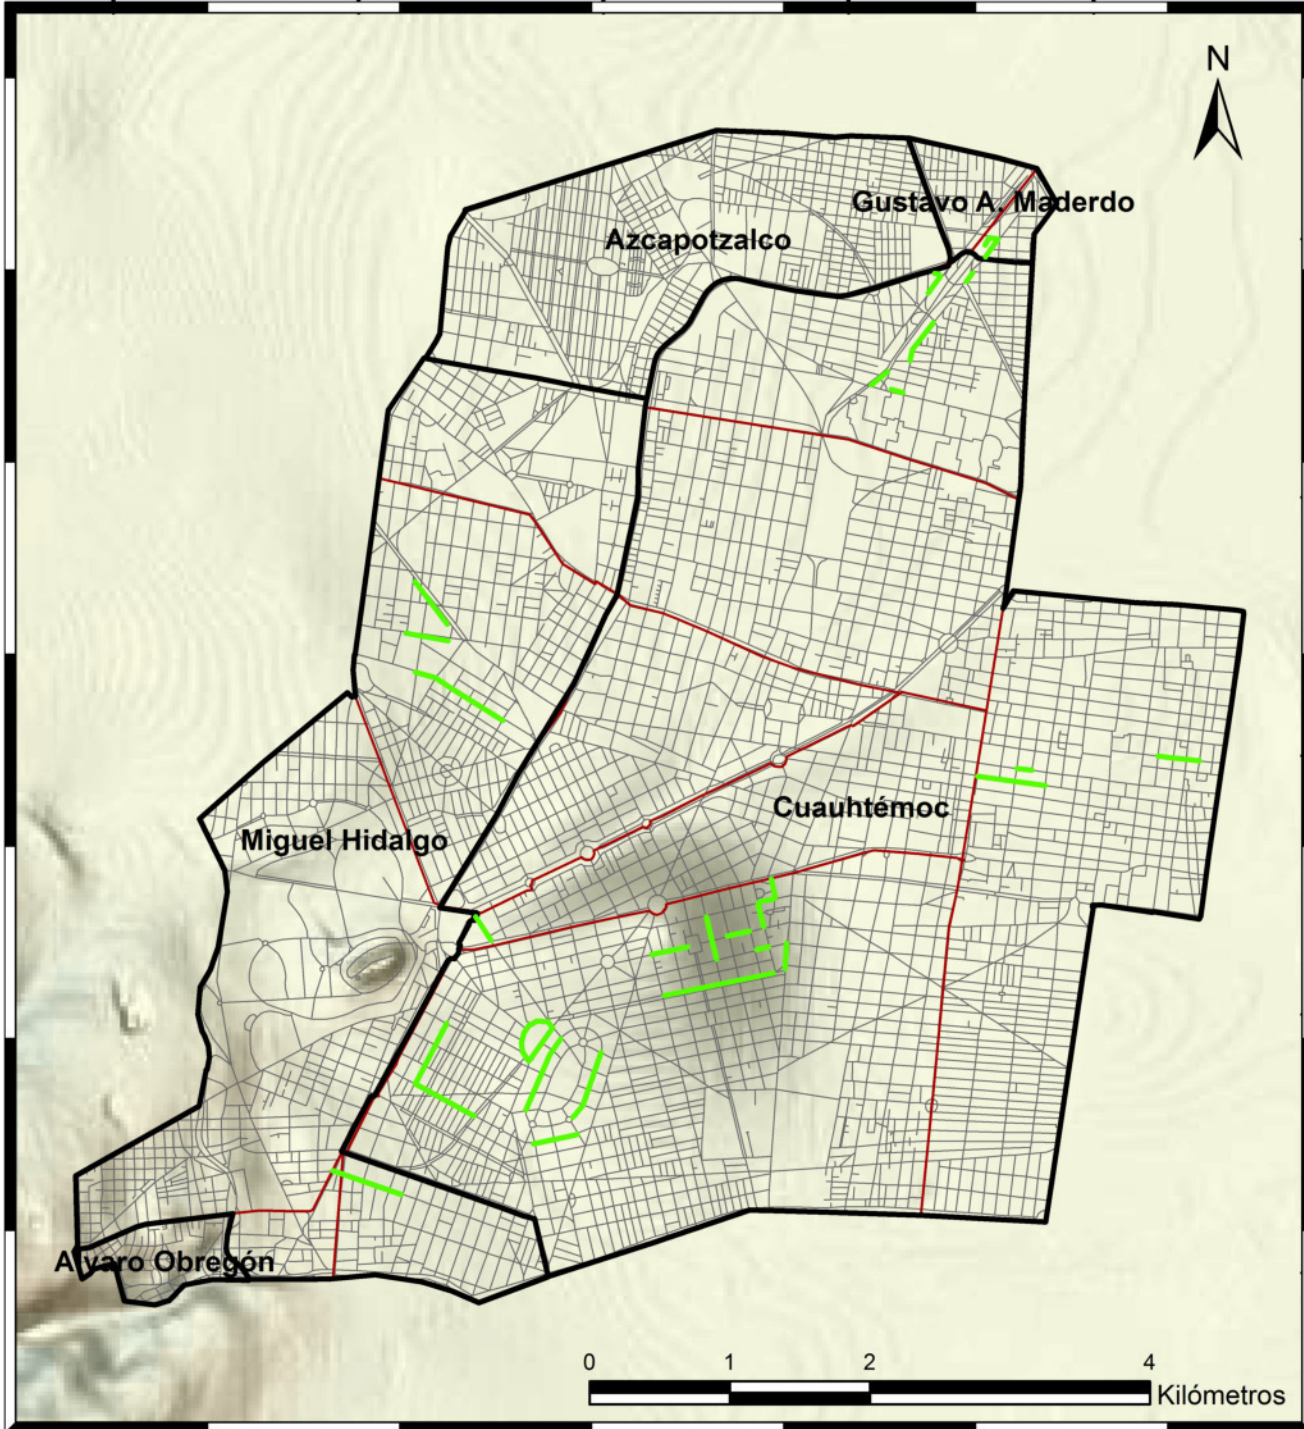 N
Gustavo A. Maderdo
Azcapotzalco
Cuauhtémoc
Miguel Hidalgo
Alvaro Obregón
0 1 2 4
Kilómetros